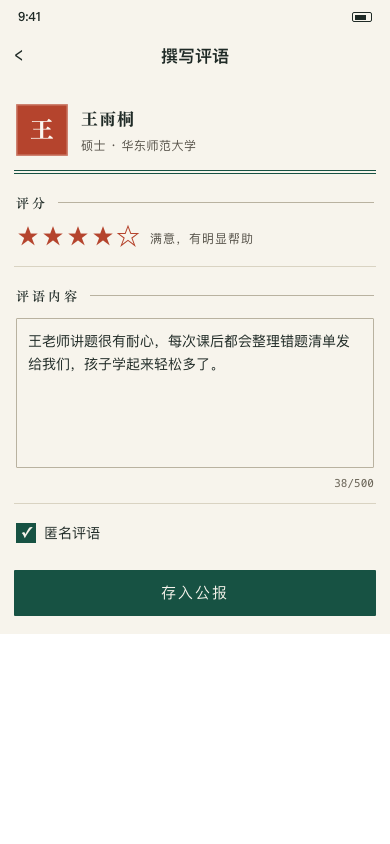 9:41
<
撰写评语
王
王雨桐
硕士 · 华东师范大学
评分
★★★★☆ 满意，有明显帮助
评语内容
王老师讲题很有耐心，每次课后都会整理错题清单发
给我们，孩子学起来轻松多了。
38/500
✓ 匿名评语
存入公报